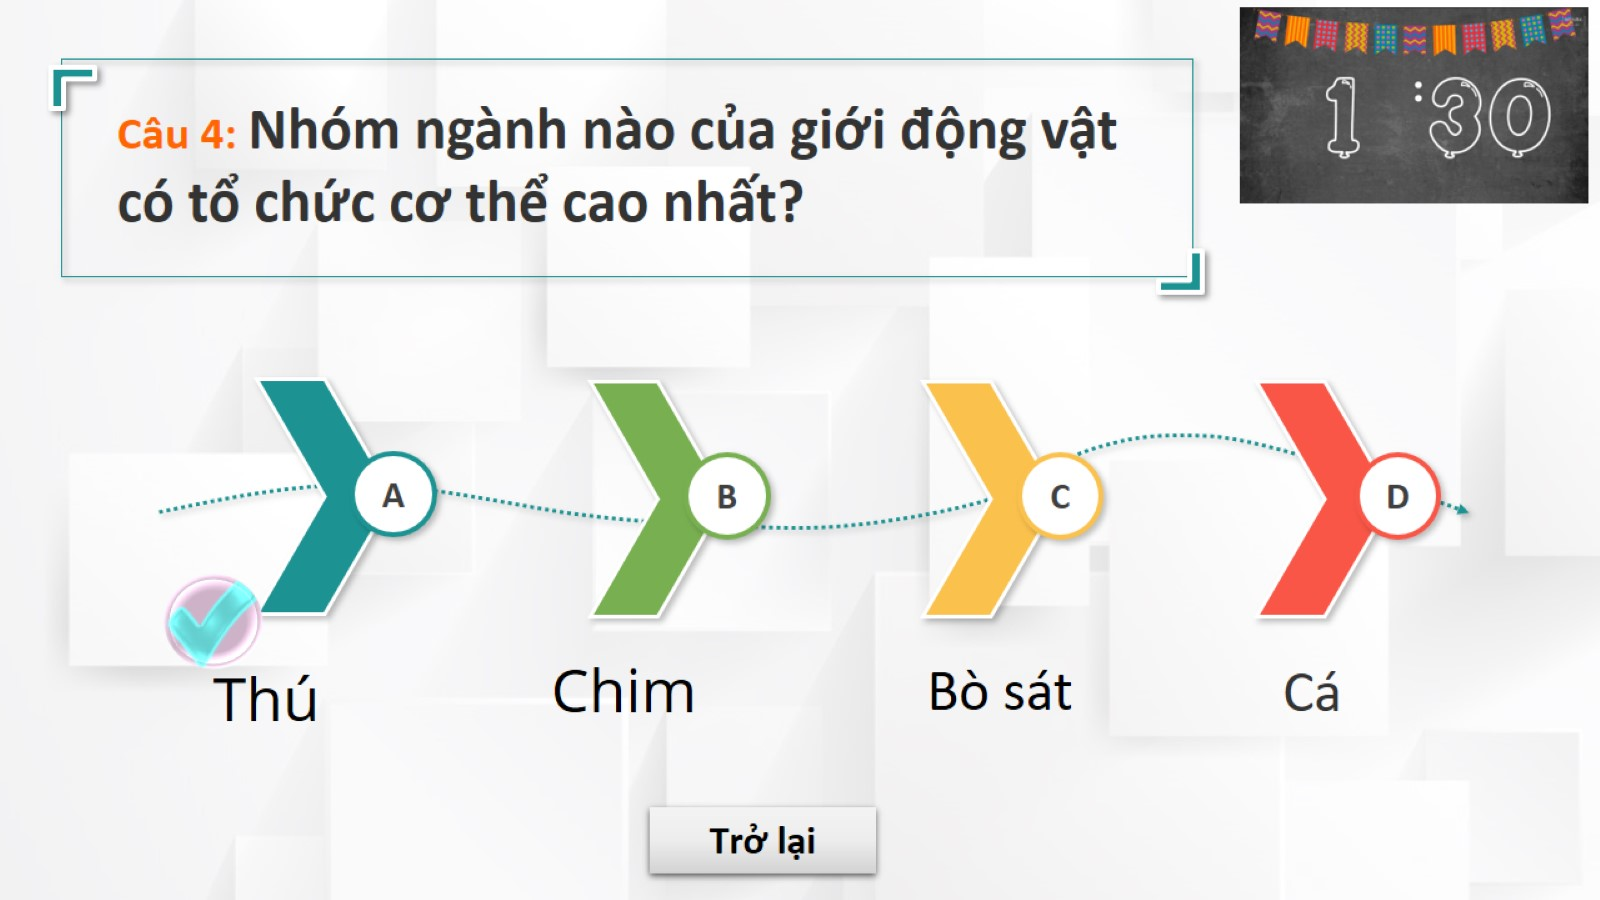 1 :30
Câu 4: Nhóm ngành nào của giới động vật
có tổ chức cơ thể cao nhất?
A
B
C
D
Thú
Chim
Bò sát
Cá
Trở lại